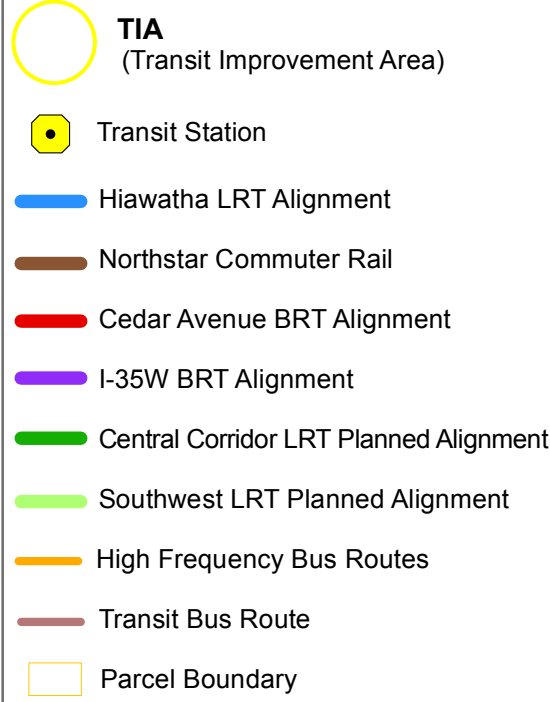 TIA
(Transit Improvement Area)
Transit Station
Hiawatha LRT Alignment
Northstar Commuter Rail
Cedar Avenue BRT Alignment
I-35W BRT Alignment
Central Corridor LRT Planned Alignment
Southwest LRT Planned Alignment
High Frequency Bus Routes
Transit Bus Route
Parcel Boundary